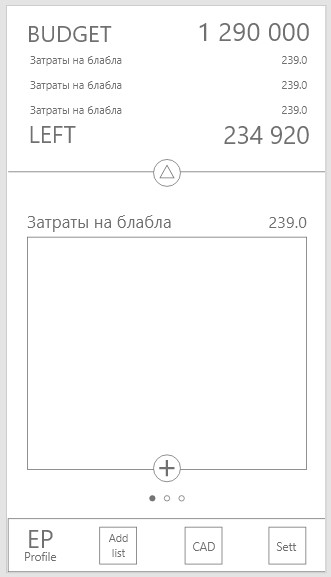 BUDGET 1 290 000
Затраты на блабла 239.0
Затраты на блабла 239.0
Затраты на блабла 239.0
LEFT 234 920
Затраты на блабла 239.0
EP
Profile
Add
list
CAD
Sett